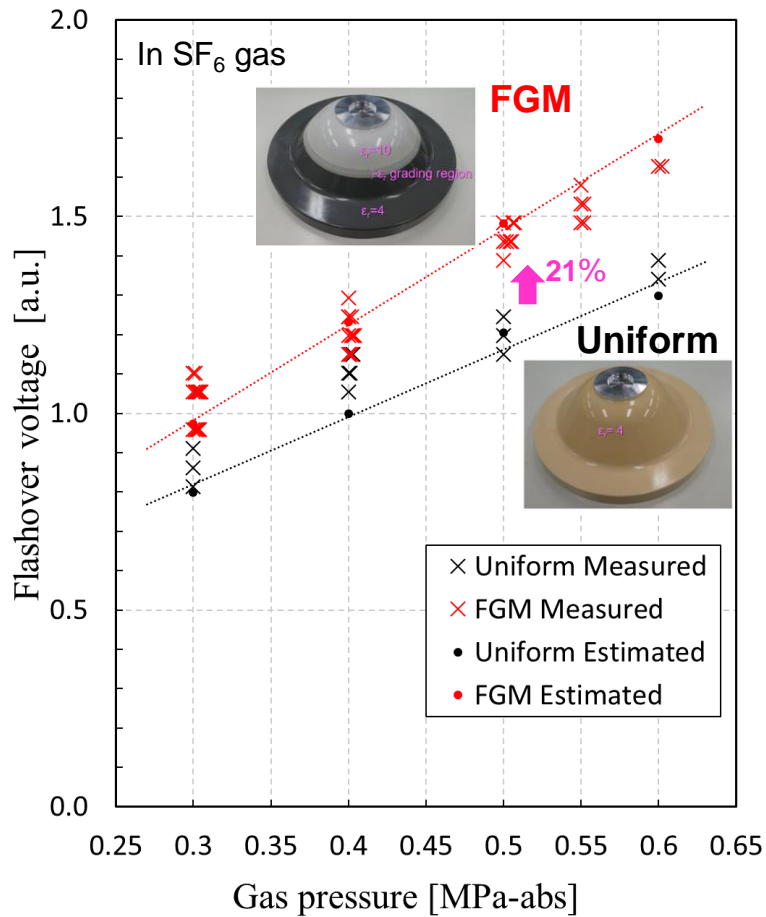 2.0
In SF₆ gas
FGM
εᵣ=10
εᵣ grading region
εᵣ=4
1.5
21%
Uniform
εᵣ= 4
1.0
Flashover voltage [a.u.]
Uniform Measured
FGM Measured
Uniform Estimated
FGM Estimated
0.5
0.0
0.25 0.3 0.35 0.4 0.45 0.5 0.55 0.6 0.65
Gas pressure [MPa-abs]